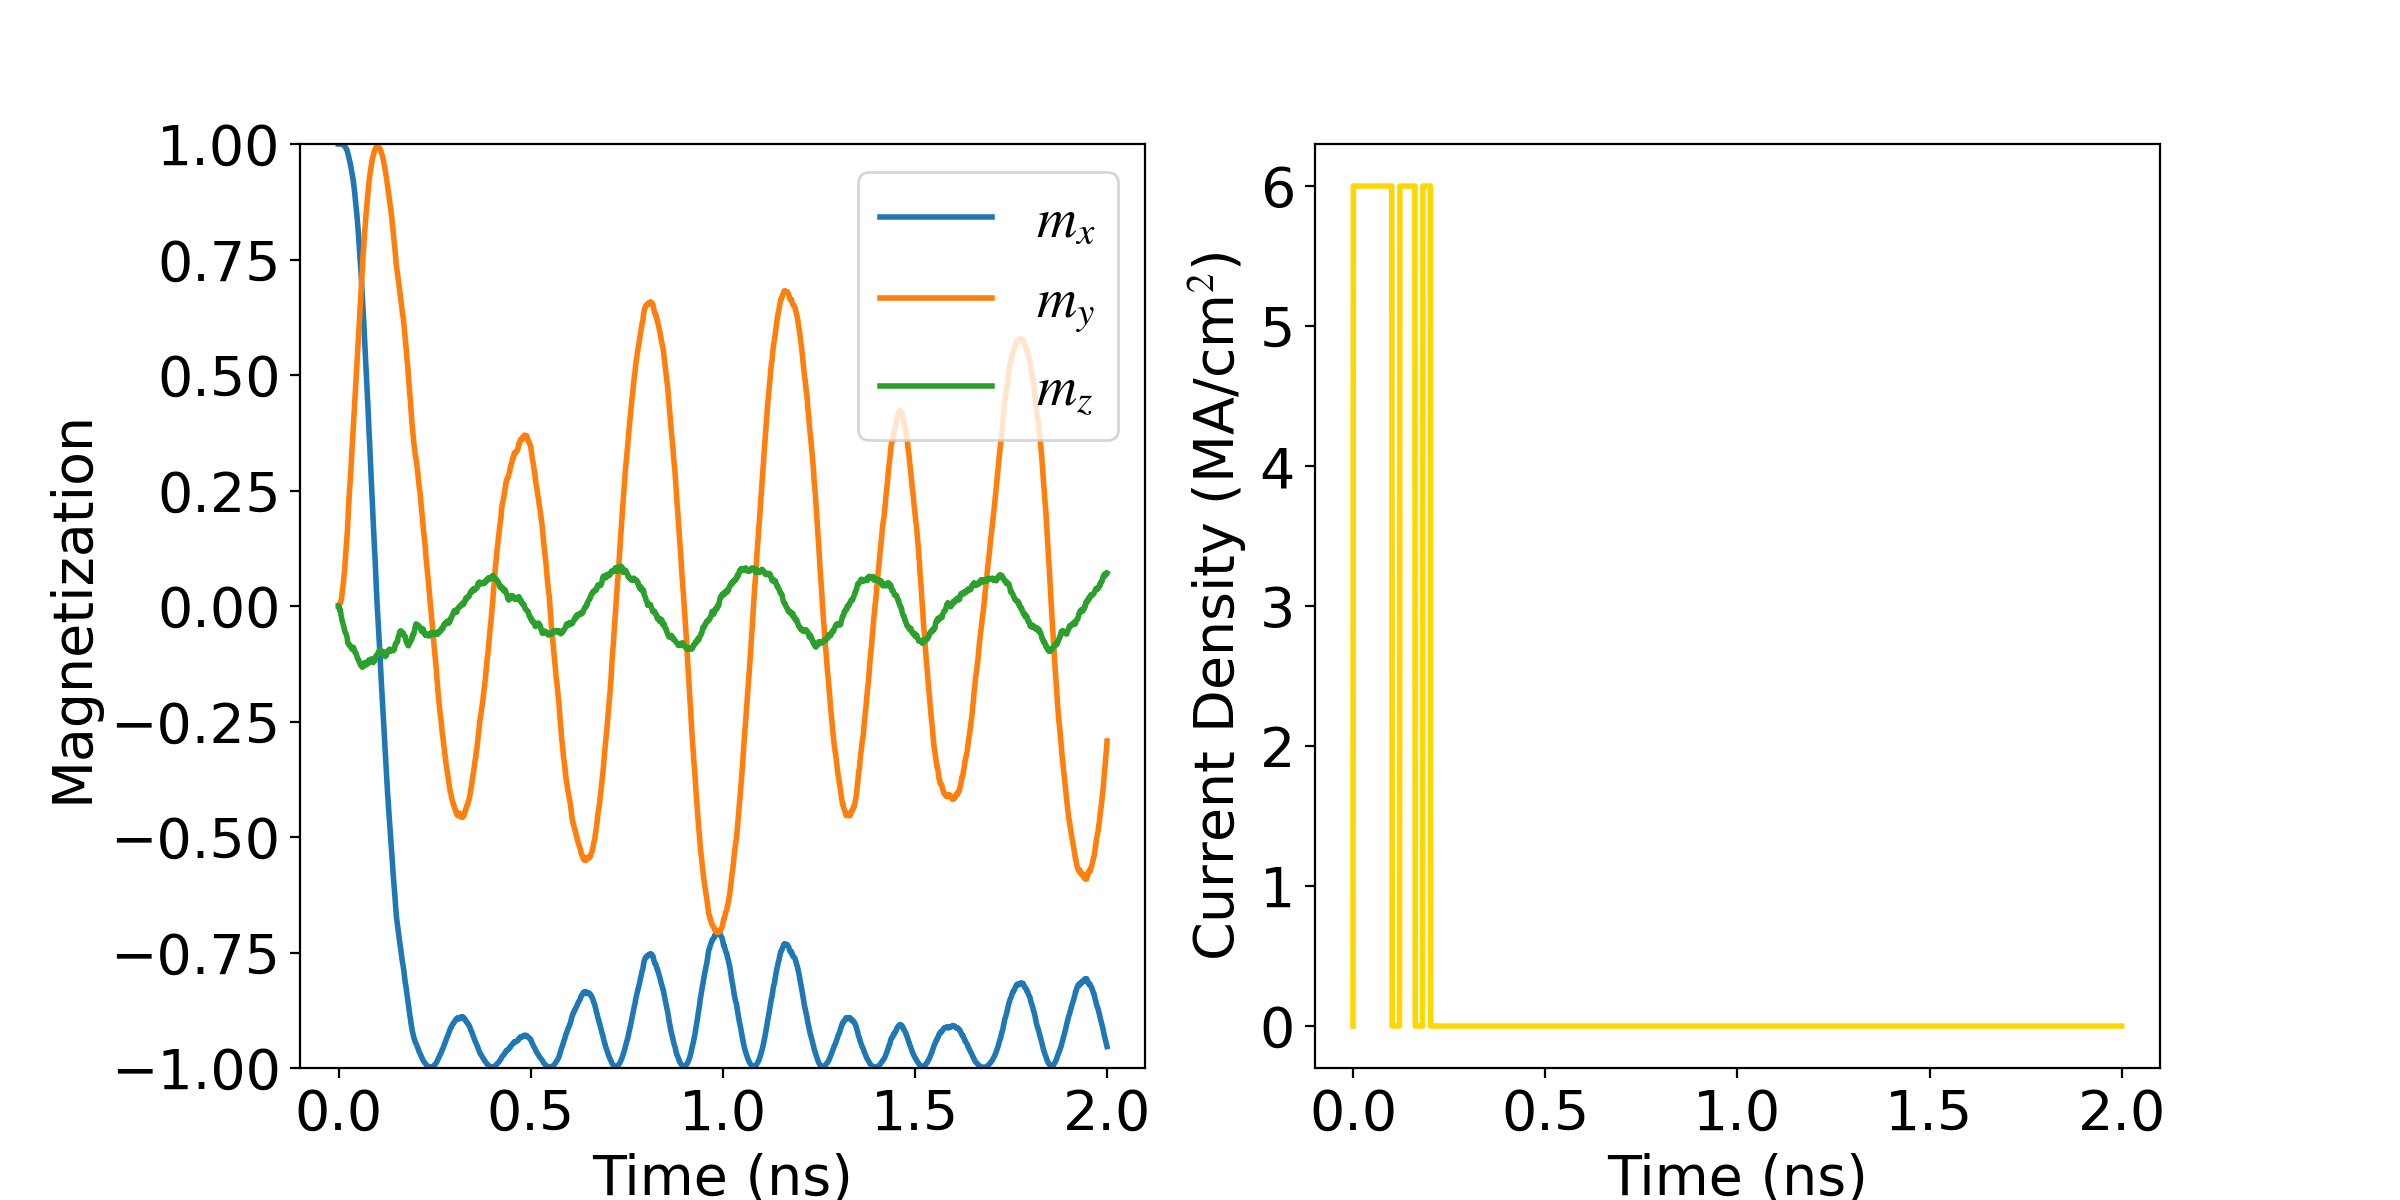 Magnetization
1.00
0.75
0.50
0.25
0.00
−0.25
−0.50
−0.75
−1.00
0.0 0.5 1.0 1.5 2.0
Time (ns)
m_x
m_y
m_z
Current Density (MA/cm²)
6
5
4
3
2
1
0
0.0 0.5 1.0 1.5 2.0
Time (ns)